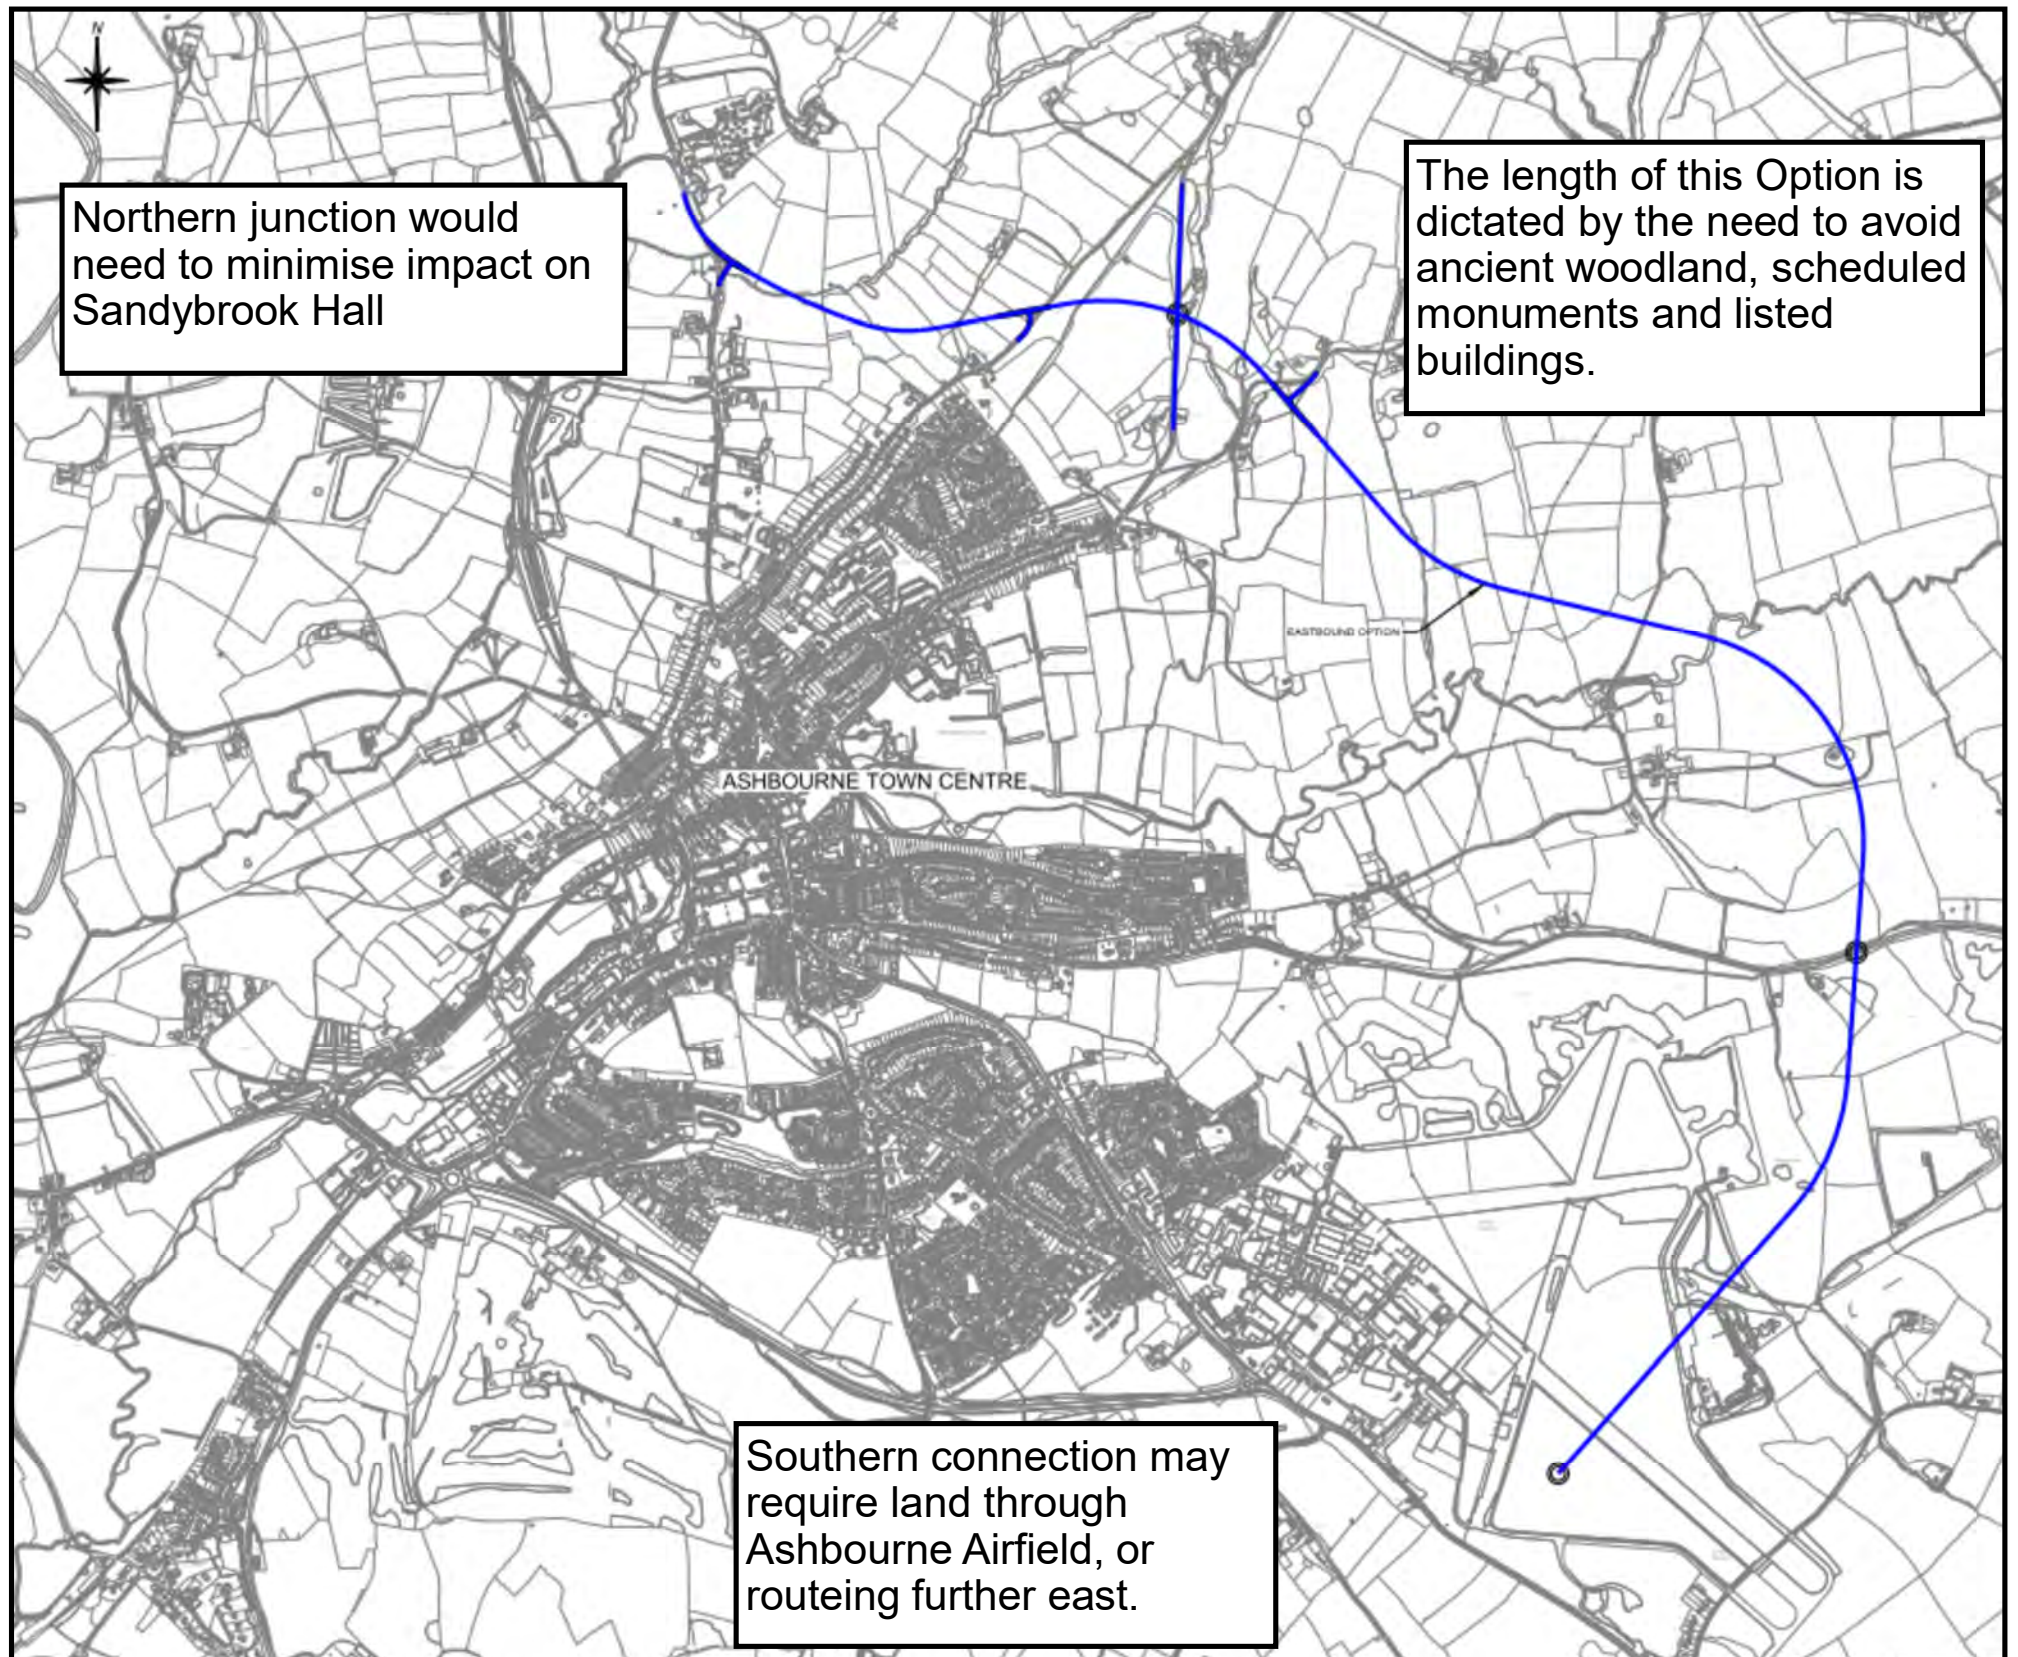 N
Northern junction would
need to minimise impact on
Sandybrook Hall
The length of this Option is
dictated by the need to avoid
ancient woodland, scheduled
monuments and listed
buildings.
EASTBOUND OPTION
ASHBOURNE TOWN CENTRE
Southern connection may
require land through
Ashbourne Airfield, or
routeing further east.